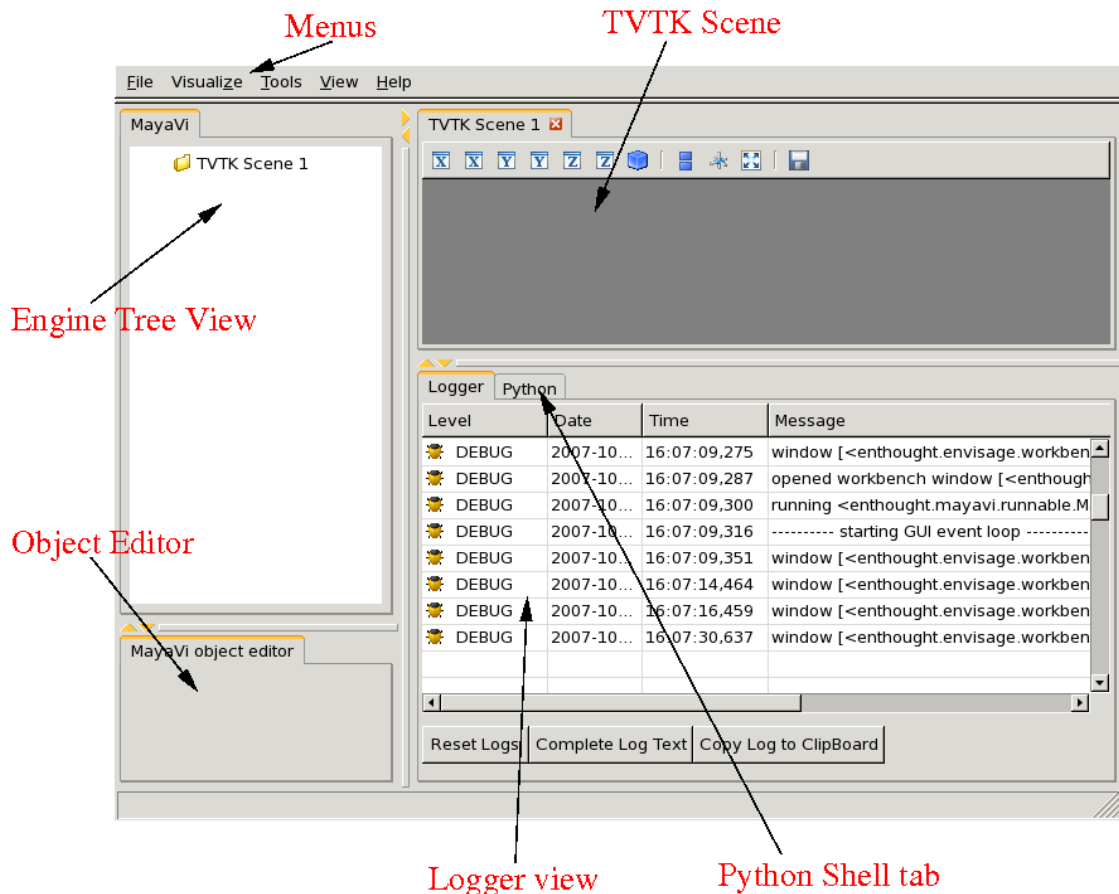 Menus
TVTK Scene
File Visualize Tools View Help
MayaVi
TVTK Scene 1
TVTK Scene 1
X X Y Y Z Z
Engine Tree View
Logger Python
Level Date Time Message
DEBUG 2007-10... 16:07:09,275 window [<enthought.envisage.workben
DEBUG 2007-10... 16:07:09,287 opened workbench window [<enthough
DEBUG 2007-10... 16:07:09,300 running <enthought.mayavi.runnable.M
DEBUG 2007-10... 16:07:09,316 ---------- starting GUI event loop ----------
DEBUG 2007-10... 16:07:09,351 window [<enthought.envisage.workben
DEBUG 2007-10... 16:07:14,464 window [<enthought.envisage.workben
DEBUG 2007-10... 16:07:16,459 window [<enthought.envisage.workben
DEBUG 2007-10... 16:07:30,637 window [<enthought.envisage.workben
Object Editor
MayaVi object editor
Reset Logs Complete Log Text Copy Log to ClipBoard
Logger view
Python Shell tab